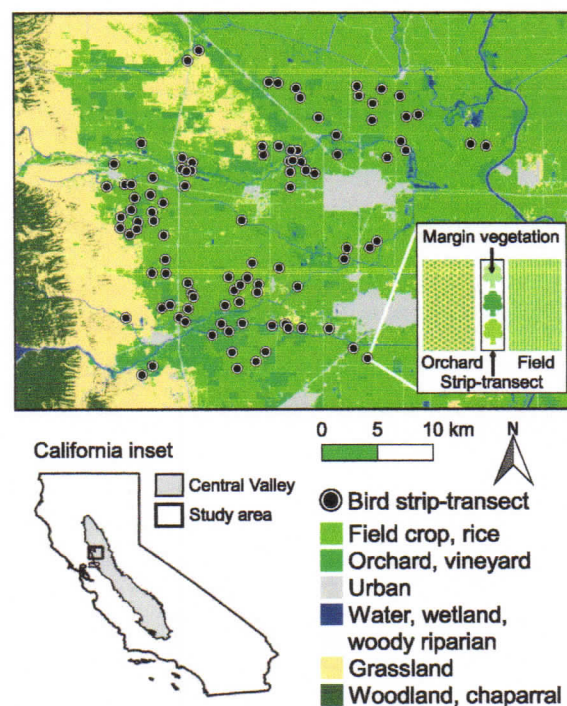 Margin vegetation
Orchard Field
Strip-transect
0 5 10 km
N
California inset
Central Valley
Study area
Bird strip-transect
Field crop, rice
Orchard, vineyard
Urban
Water, wetland,
woody riparian
Grassland
Woodland, chaparral